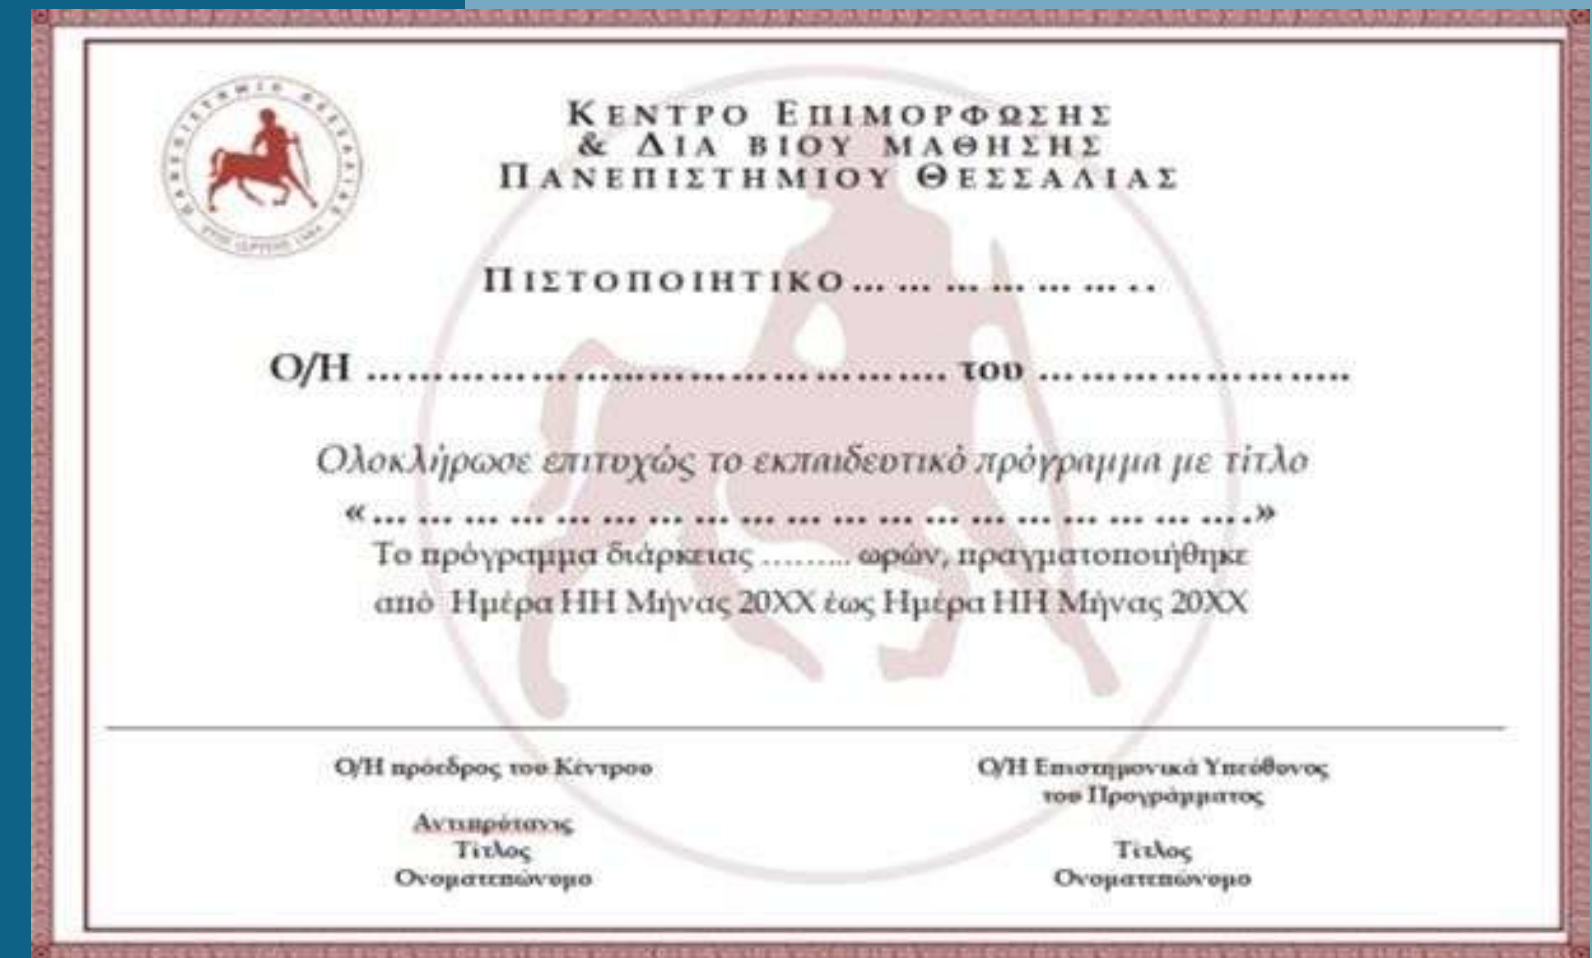 ΠΑΝΕΠΙΣΤΗΜΙΟ ΘΕΣΣΑΛΙΑΣ
ΚΕΝΤΡΟ ΕΠΙΜΟΡΦΩΣΗΣ
& ΔΙΑ ΒΙΟΥ ΜΑΘΗΣΗΣ
ΠΑΝΕΠΙΣΤΗΜΙΟΥ ΘΕΣΣΑΛΙΑΣ
ΠΙΣΤΟΠΟΙΗΤΙΚΟ... ... ... ... ... ... . .
Ο/Η ………………………………………. του …………………..
Ολοκλήρωσε επιτυχώς το εκπαιδευτικό πρόγραμμα με τίτλο
«... ... ... ... ... ... ... ... ... ... ... ... ... ... ... ... ... ... ... ….»
Το πρόγραμμα διάρκειας ……... ωρών, πραγματοποιήθηκε
από Ημέρα ΗΗ Μήνας 20ΧΧ έως Ημέρα ΗΗ Μήνας 20ΧΧ
Ο/Η πρόεδρος του Κέντρου
Αντιπρύτανις
Τίτλος
Ονοματεπώνυμο
Ο/Η Επιστημονικά Υπεύθυνος
του Προγράμματος
Τίτλος
Ονοματεπώνυμο